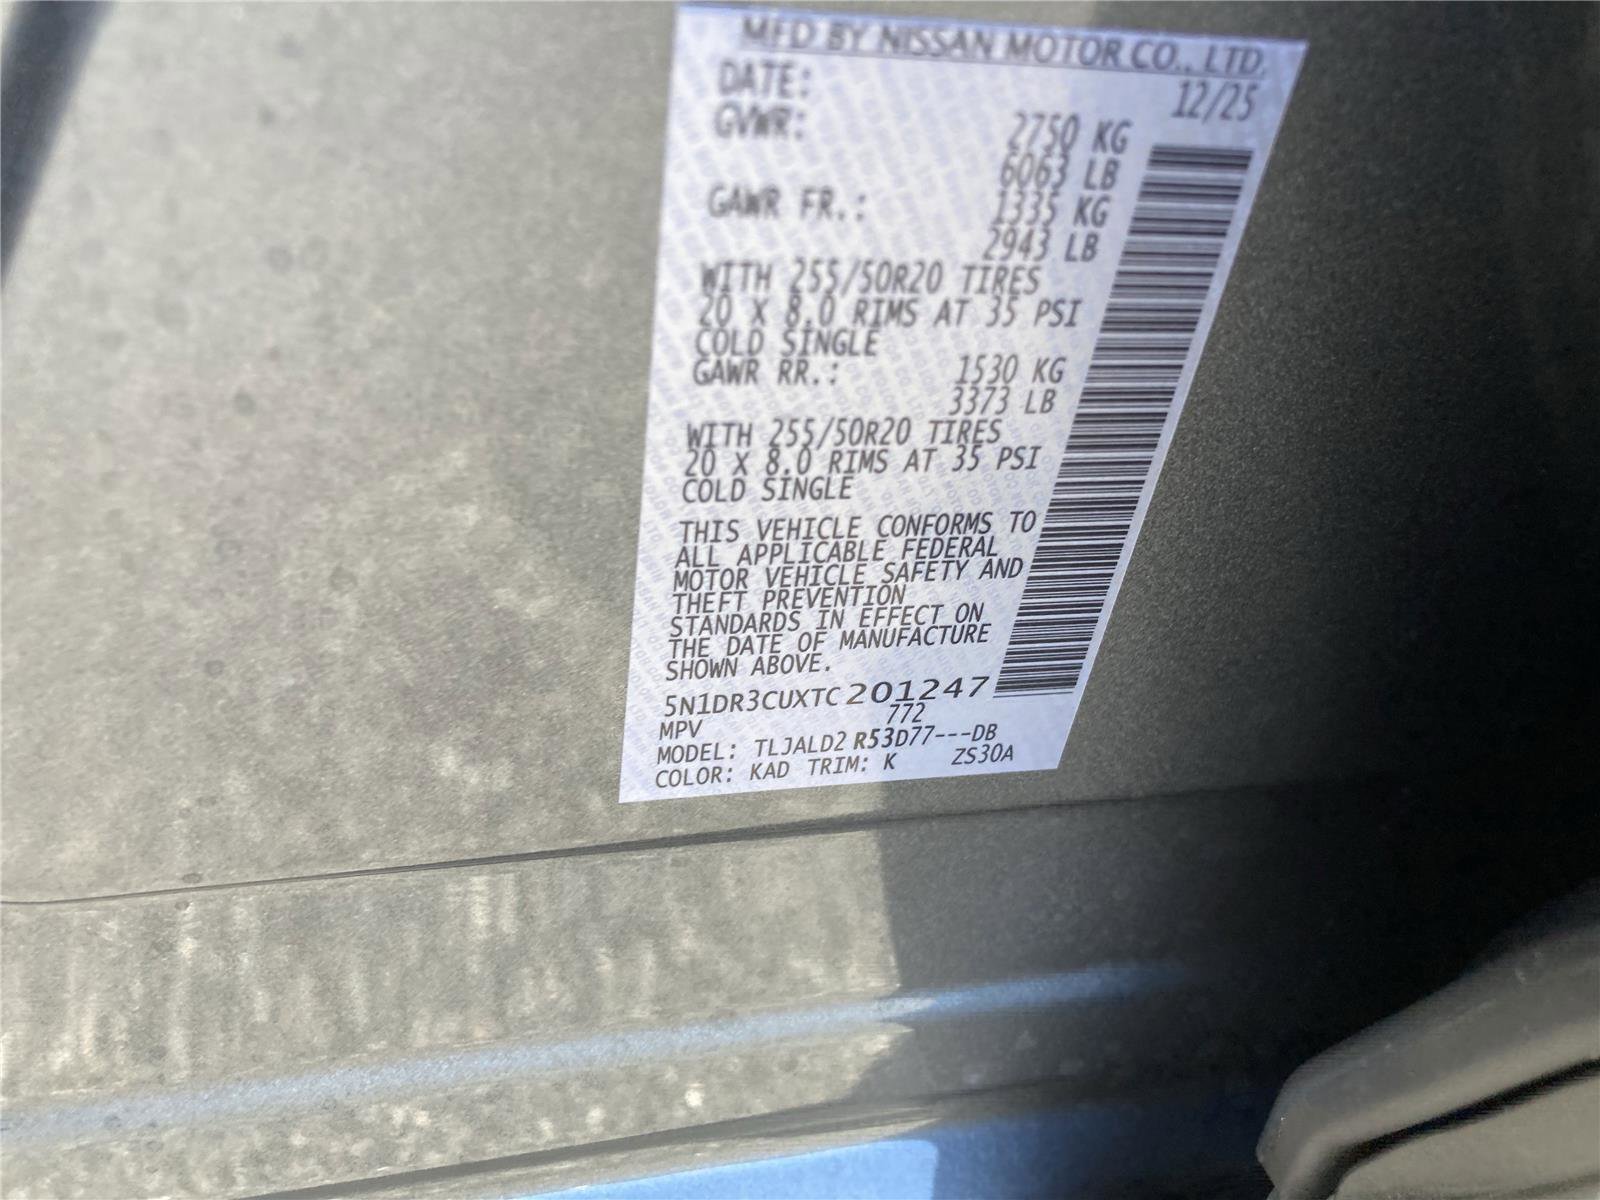 MFD BY NISSAN MOTOR CO., LTD.
DATE: 12/25
GVWR: 2750 KG
6063 LB
GAWR FR.: 1335 KG
2943 LB
WITH 255/50R20 TIRES
20 X 8.0 RIMS AT 35 PSI
COLD SINGLE
GAWR RR.: 1530 KG
3373 LB
WITH 255/50R20 TIRES
20 X 8.0 RIMS AT 35 PSI
COLD SINGLE
THIS VEHICLE CONFORMS TO
ALL APPLICABLE FEDERAL
MOTOR VEHICLE SAFETY AND
THEFT PREVENTION
STANDARDS IN EFFECT ON
THE DATE OF MANUFACTURE
SHOWN ABOVE.
5N1DR3CUXTC201247
MPV 772
MODEL: TLJALD2 R53D77---DB
COLOR: KAD TRIM: K ZS30A